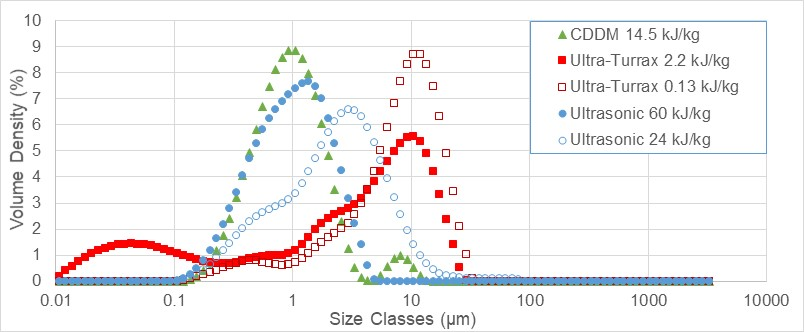 10
9
8
7
6
5
4
3
2
1
0
Volume Density (%)
CDDM 14.5 kJ/kg
Ultra-Turrax 2.2 kJ/kg
Ultra-Turrax 0.13 kJ/kg
Ultrasonic 60 kJ/kg
Ultrasonic 24 kJ/kg
0.01 0.1 1 10 100 1000 10000
Size Classes (µm)